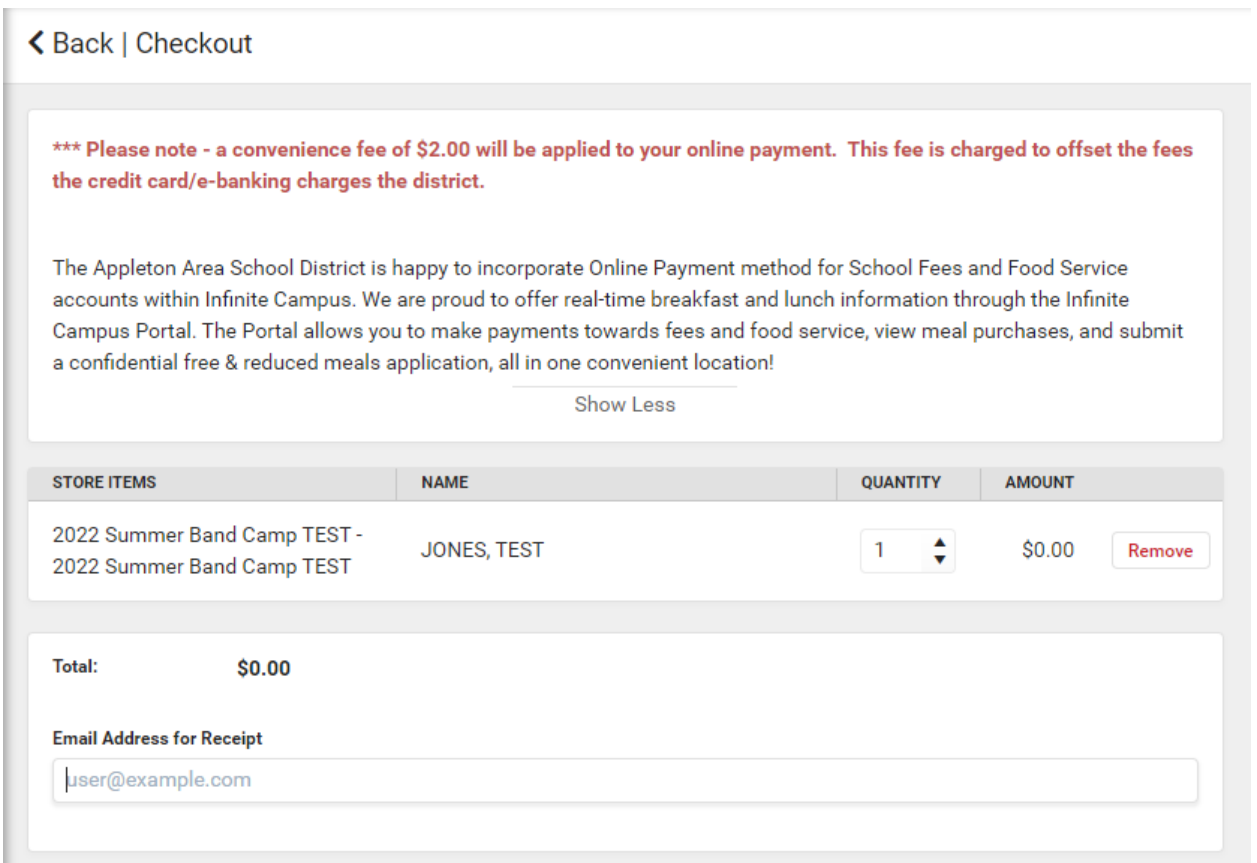 Back | Checkout
*** Please note - a convenience fee of $2.00 will be applied to your online payment.  This fee is charged to offset the fees
the credit card/e-banking charges the district.
The Appleton Area School District is happy to incorporate Online Payment method for School Fees and Food Service
accounts within Infinite Campus. We are proud to offer real-time breakfast and lunch information through the Infinite
Campus Portal. The Portal allows you to make payments towards fees and food service, view meal purchases, and submit
a confidential free & reduced meals application, all in one convenient location!
Show Less
STORE ITEMS NAME QUANTITY AMOUNT
2022 Summer Band Camp TEST -
2022 Summer Band Camp TEST
JONES, TEST 1 $0.00 Remove
Total: $0.00
Email Address for Receipt
user@example.com